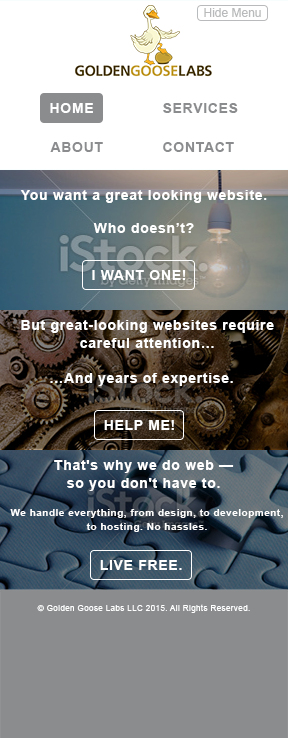 Hide Menu
GOLDENGOOSELABS
HOME
SERVICES
ABOUT
CONTACT
You want a great looking website.
Who doesn’t?
iStock.
by Getty Images
I WANT ONE!
But great-looking websites require
careful attention…
…And years of expertise.
HELP ME!
That's why we do web —
so you don't have to.
iStock
We handle everything, from design, to development,
to hosting. No hassles.
LIVE FREE.
© Golden Goose Labs LLC 2015. All Rights Reserved.